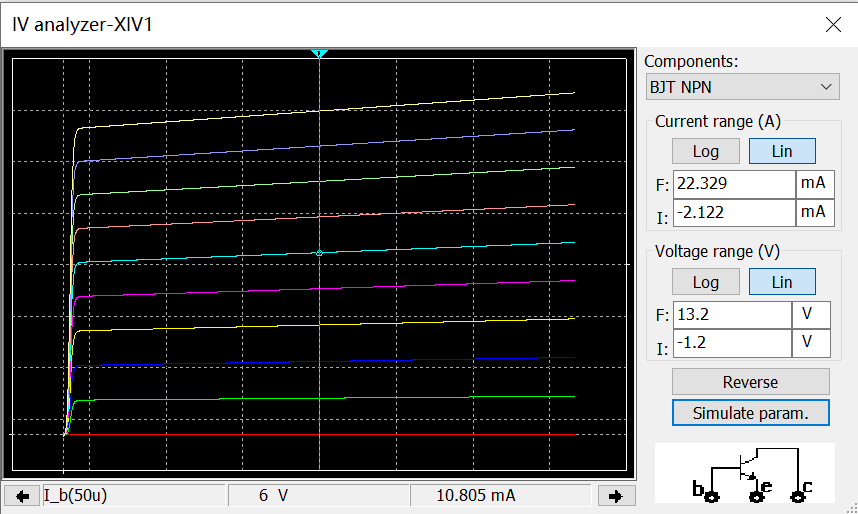 IV analyzer-XIV1
1
Components:
BJT NPN
Current range (A)
Log Lin
F: 22.329 mA
I: -2.122 mA
Voltage range (V)
Log Lin
F: 13.2 V
I: -1.2 V
Reverse
Simulate param.
b e c
I_b(50u) 6 V 10.805 mA